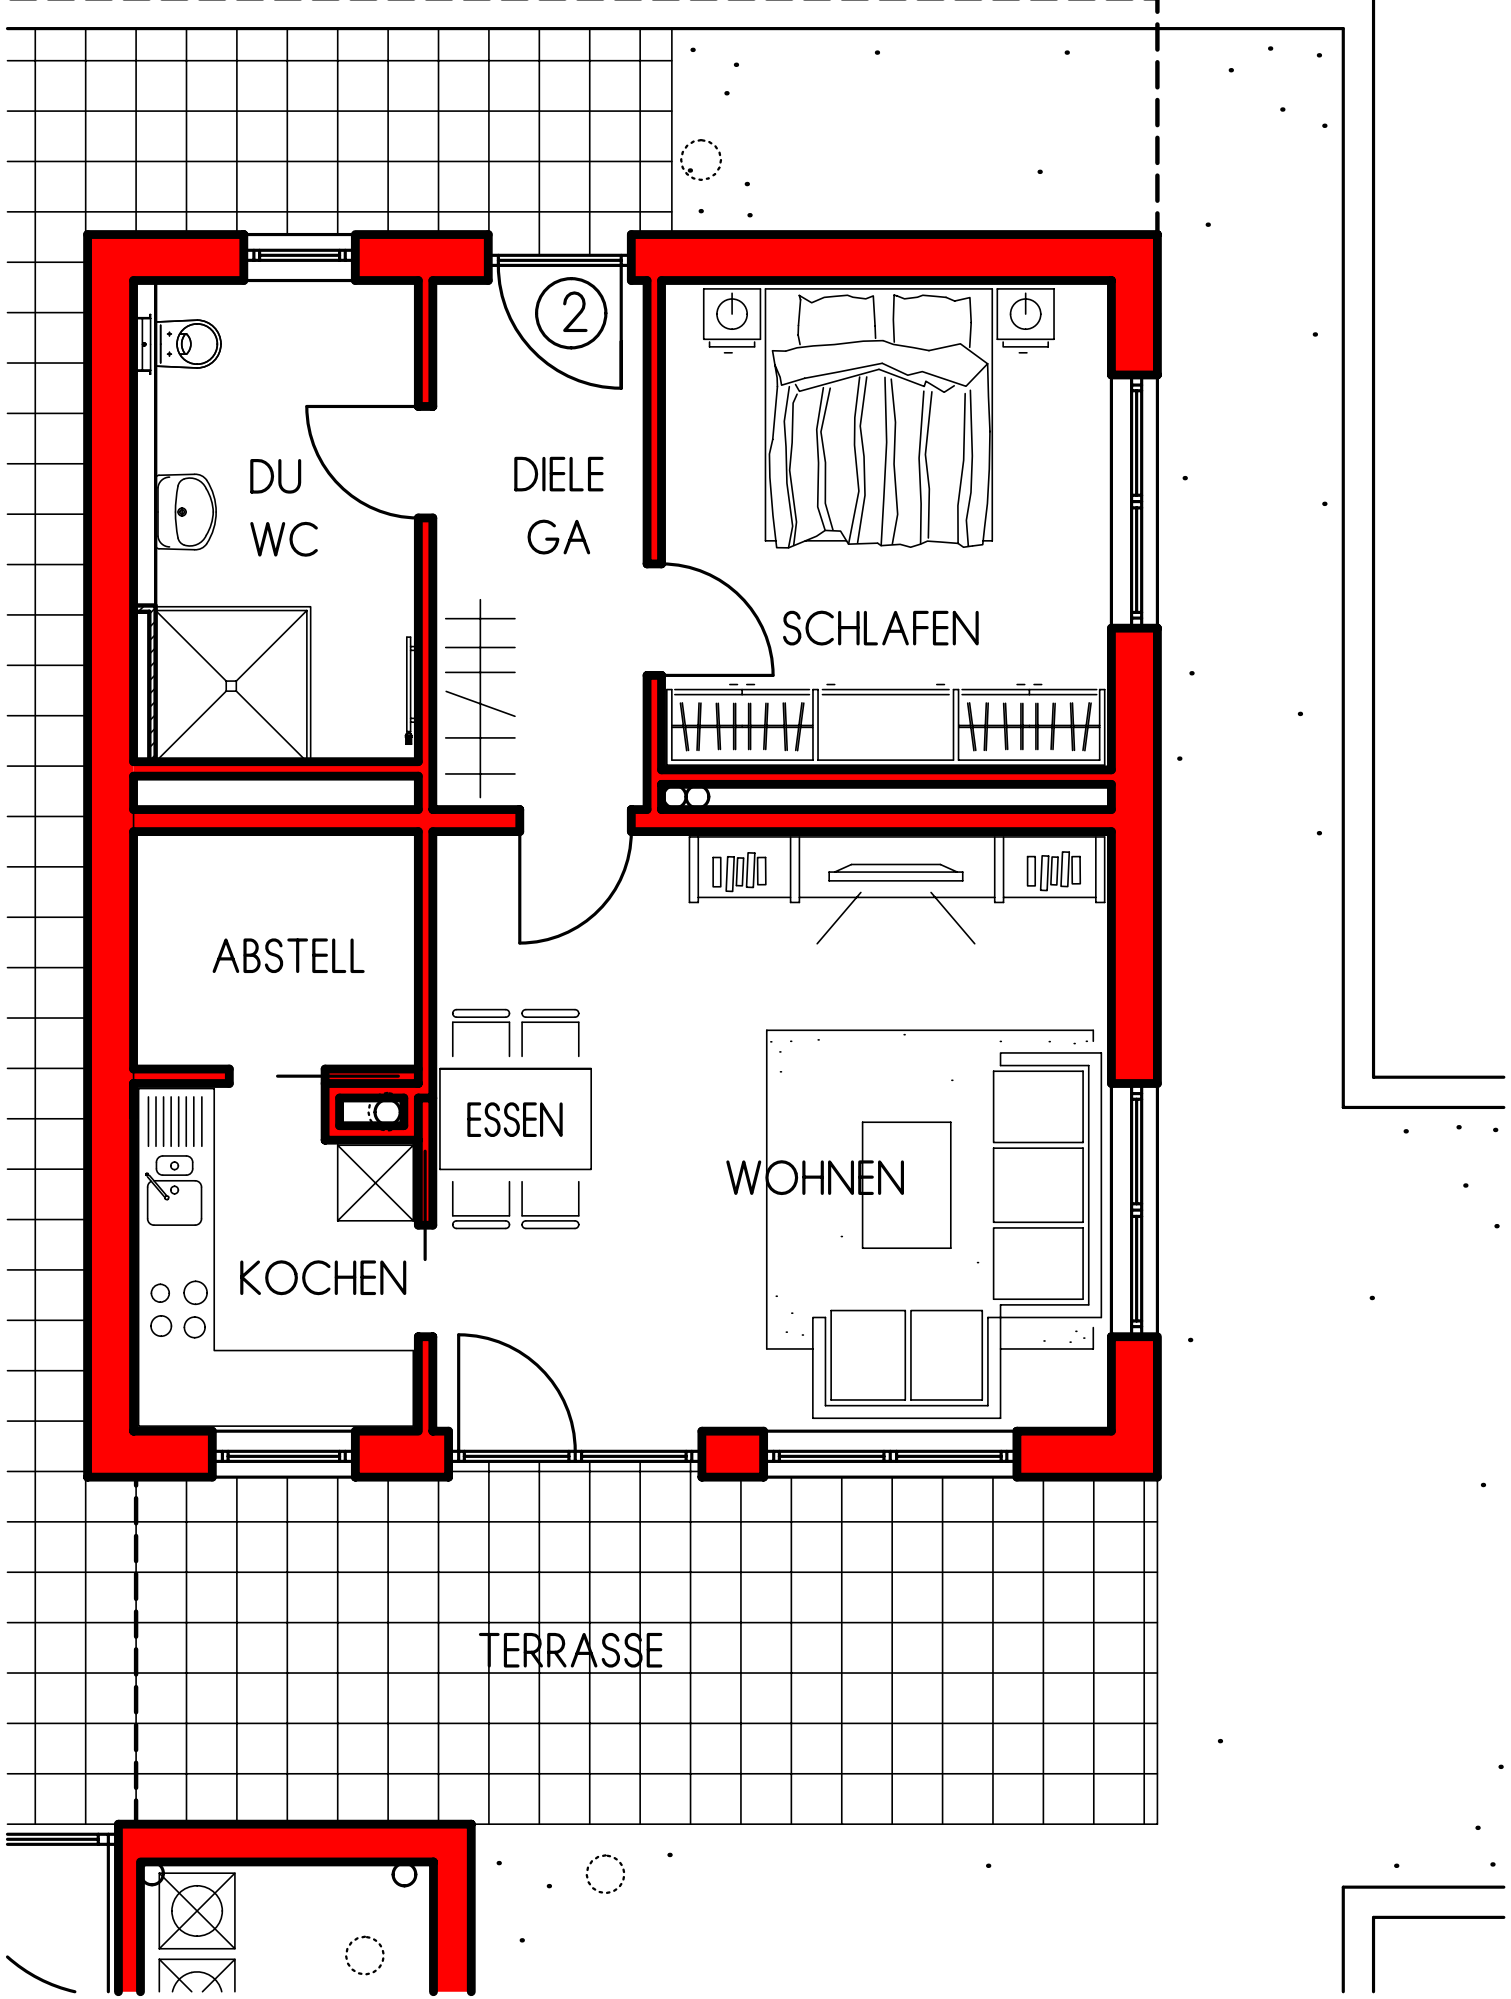 2
DU
WC
DIELE
GA
SCHLAFEN
ABSTELL
ESSEN
WOHNEN
KOCHEN
TERRASSE